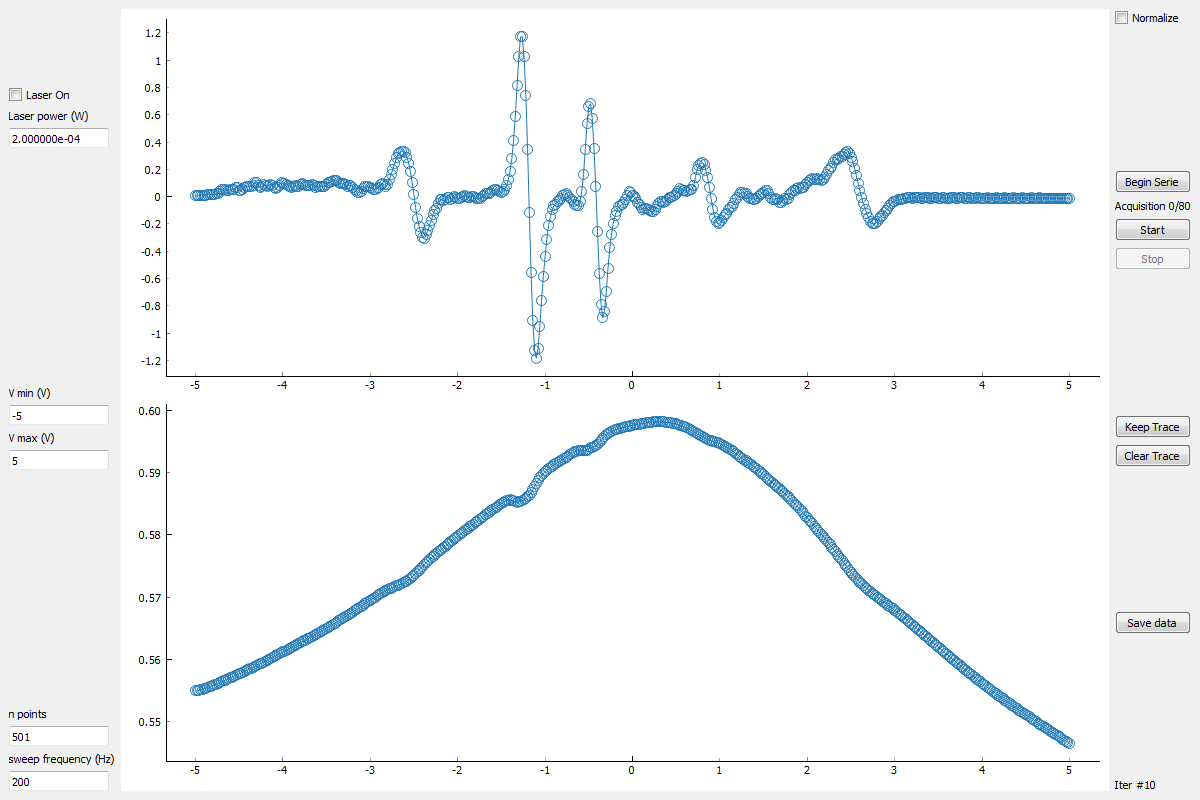 Normalize
Laser On
Laser power (W)
2.000000e-04
1.2
1
0.8
0.6
0.4
0.2
0
-0.2
-0.4
-0.6
-0.8
-1
-1.2
-5 -4 -3 -2 -1 0 1 2 3 4 5
Begin Serie
Acquisition 0/80
Start
Stop
V min (V)
-5
V max (V)
5
0.60
0.59
0.58
0.57
0.56
0.55
-5 -4 -3 -2 -1 0 1 2 3 4 5
Keep Trace
Clear Trace
Save data
n points
501
sweep frequency (Hz)
200
Iter #10